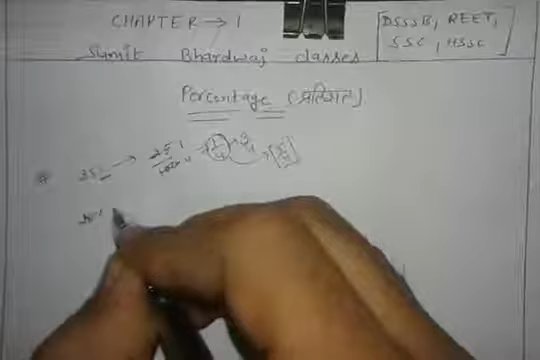 CHAPTER → 1
[DSSSB, REET,
SSC, HSSC]
Sumit Bhardwaj classes
Percentage (प्रतिशत)